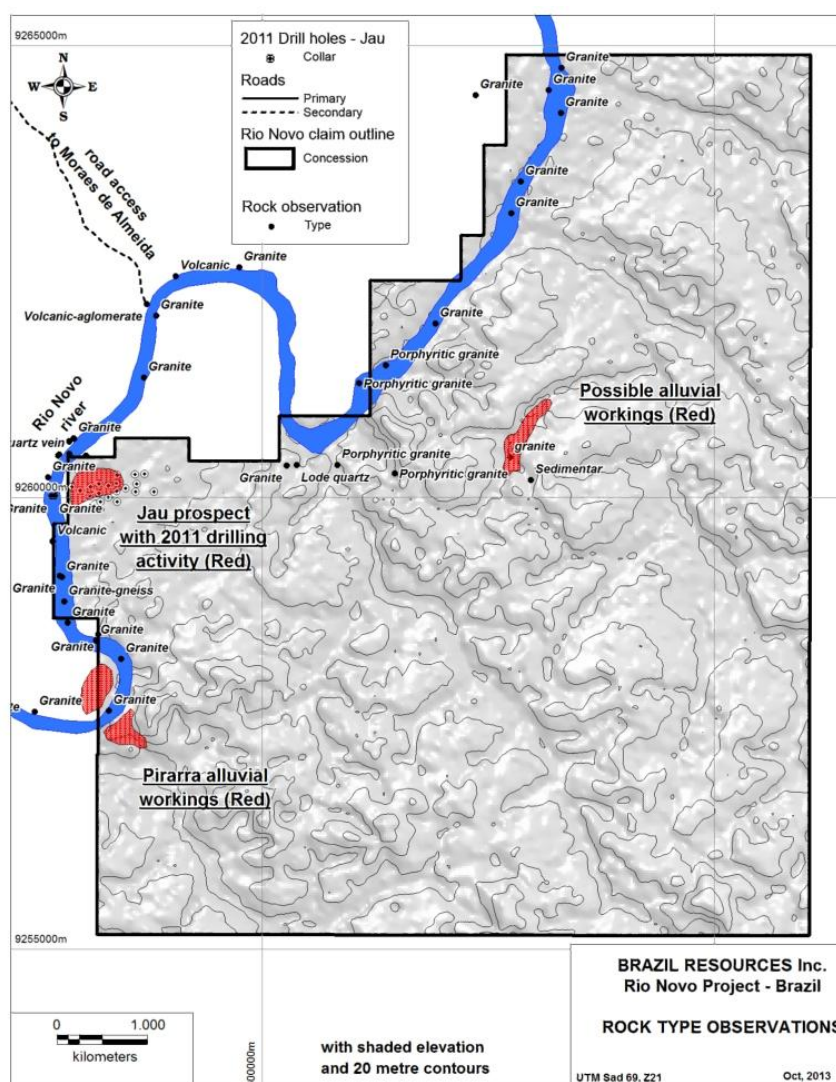 9265000m
N
W E
S
2011 Drill holes - Jau
Collar
Roads
Primary
Secondary
Rio Novo claim outline
Concession
Rock observation
Type
road access
to Moraes de Almeida
Granite
Granite
Granite
Granite
Granite
Granite
Granite
Volcanic
Granite
Volcanic-aglomerate
Granite
Porphyritic granite
Granite
Porphyritic granite
Possible alluvial
workings (Red)
Rio Novo
river
Granite
uartz vein
granite
Porphyritic granite
Granite
Granite
Lode quartz
Porphyritic granite
Sedimentar
9260000m
Granite
Granite
Jau prospect
with 2011 drilling
activity (Red)
Volcanic
Granite
Granite
Granite-gneiss
Granite
Granite
Granite
Granite
Granite
Granite
te
Pirarra alluvial
workings (Red)
9255000m
BRAZIL RESOURCES Inc.
Rio Novo Project - Brazil
ROCK TYPE OBSERVATIONS
0 1.000
kilometers
00000m
with shaded elevation
and 20 metre contours
UTM Sad 69, Z21
Oct, 2013